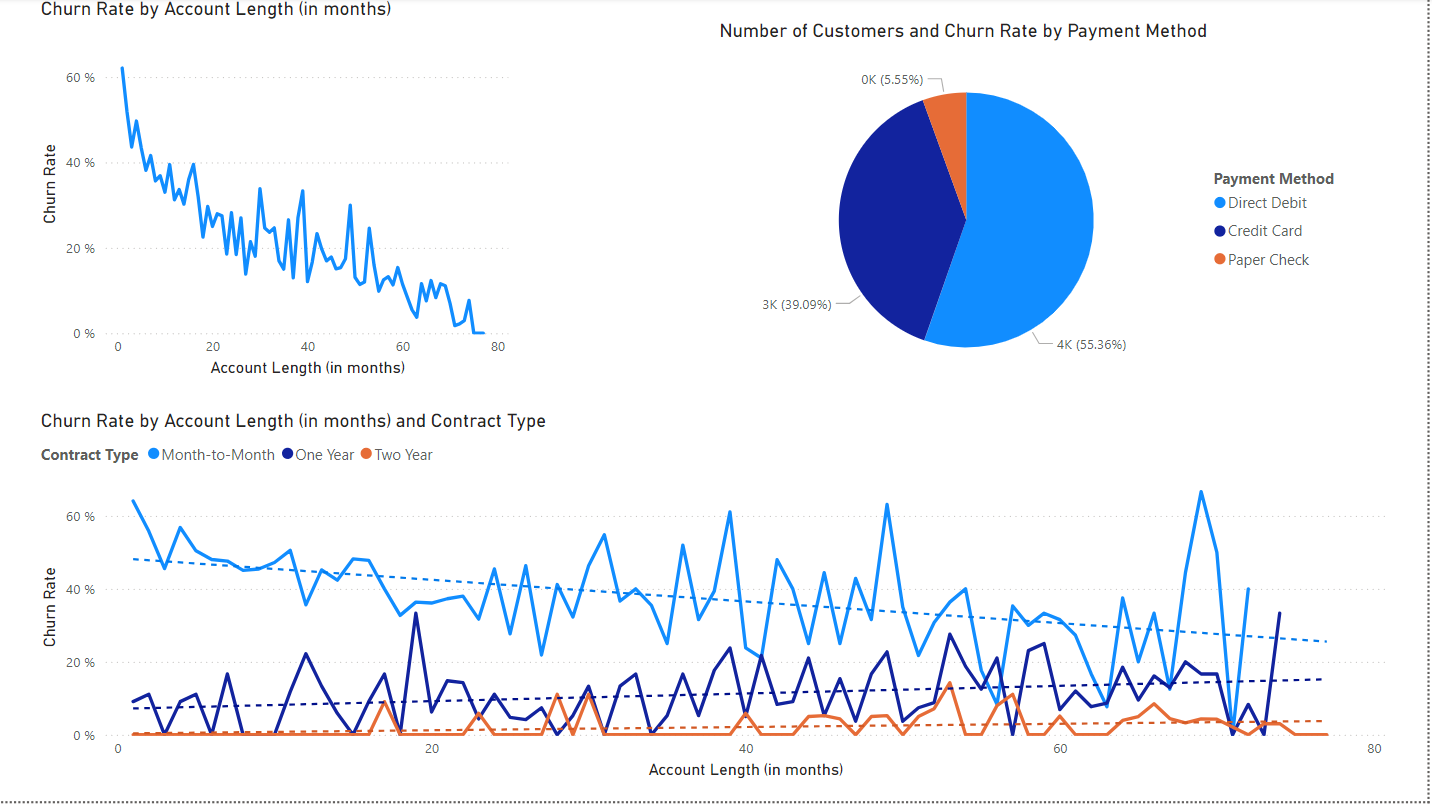 Churn Rate by Account Length (in months)
60 %
40 %
20 %
0 %
Churn Rate
0 20 40 60 80
Account Length (in months)
Number of Customers and Churn Rate by Payment Method
0K (5.55%)
3K (39.09%)
4K (55.36%)
Payment Method
Direct Debit
Credit Card
Paper Check
Churn Rate by Account Length (in months) and Contract Type
Contract Type Month-to-Month One Year Two Year
60 %
40 %
20 %
0 %
Churn Rate
0 20 40 60 80
Account Length (in months)